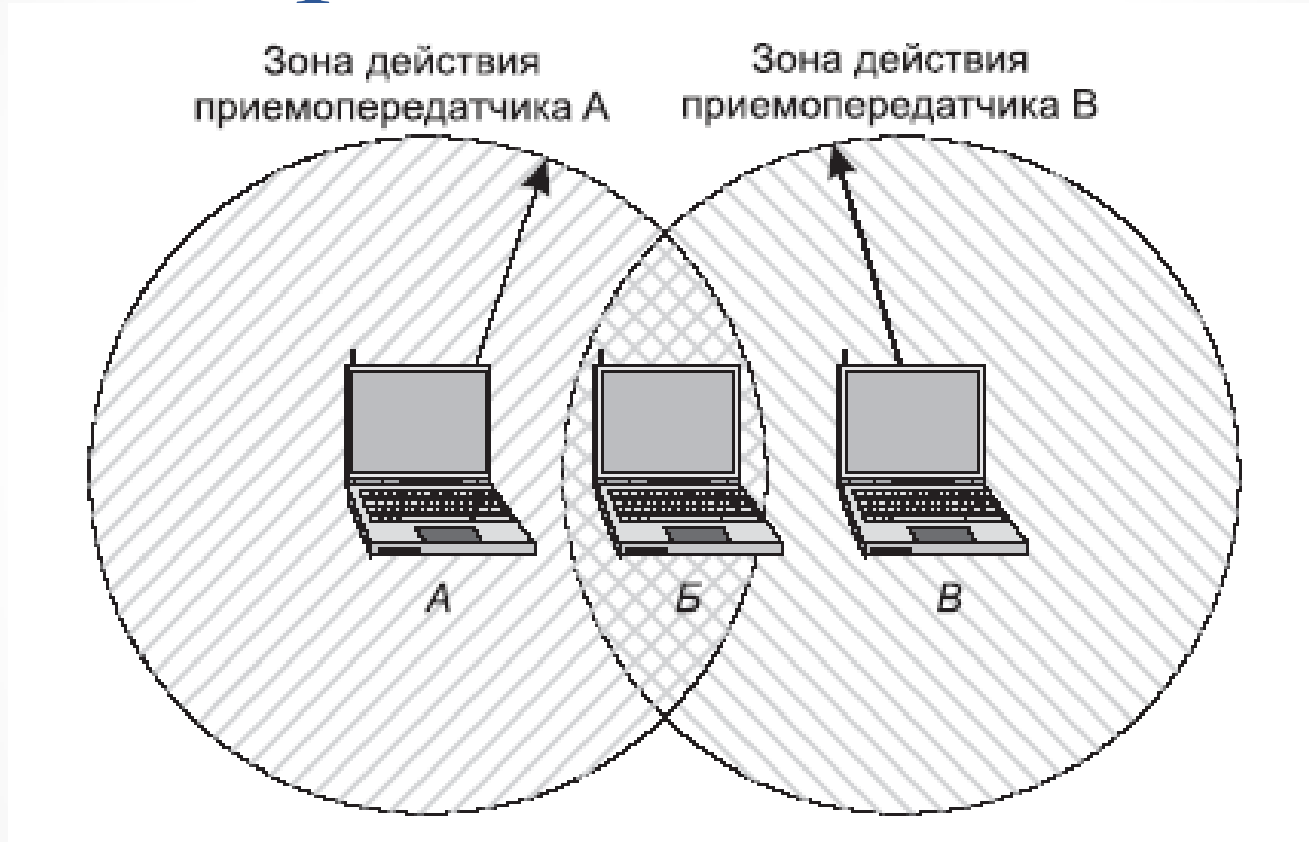 Зона действия
приемопередатчика А
Зона действия
приемопередатчика В
А
Б
В